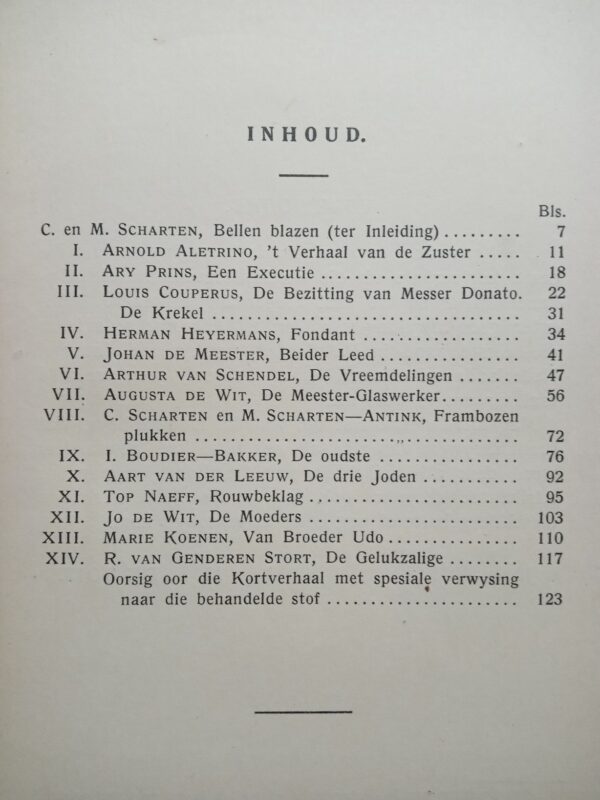 INHOUD.
Bls.
C. en M. SCHARTEN, Bellen blazen (ter Inleiding) ......... 7
I. ARNOLD ALETRINO, 't Verhaal van de Zuster ..... 11
II. ARY PRINS, Een Executie ....................... 18
III. LOUIS COUPERUS, De Bezitting van Messer Donato. 22
De Krekel ................................... 31
IV. HERMAN HEYERMANS, Fondant .................. 34
V. JOHAN DE MEESTER, Beider Leed ................ 41
VI. ARTHUR VAN SCHENDEL, De Vreemdelingen ....... 47
VII. AUGUSTA DE WIT, De Meester-Glaswerker......... 56
VIII. C. SCHARTEN en M. SCHARTEN—ANTINK, Frambozen
plukken ..................................... 72
IX. I. BOUDIER—BAKKER, De oudste ................ 76
X. AART VAN DER LEEUW, De drie Joden ............ 92
XI. TOP NAEFF, Rouwbeklag ........................ 95
XII. JO DE WIT, De Moeders ........................ 103
XIII. MARIE KOENEN, Van Broeder Udo ............... 110
XIV. R. VAN GENDEREN STORT, De Gelukzalige ........ 117
Oorsig oor die Kortverhaal met spesiale verwysing
naar die behandelde stof ...................... 123